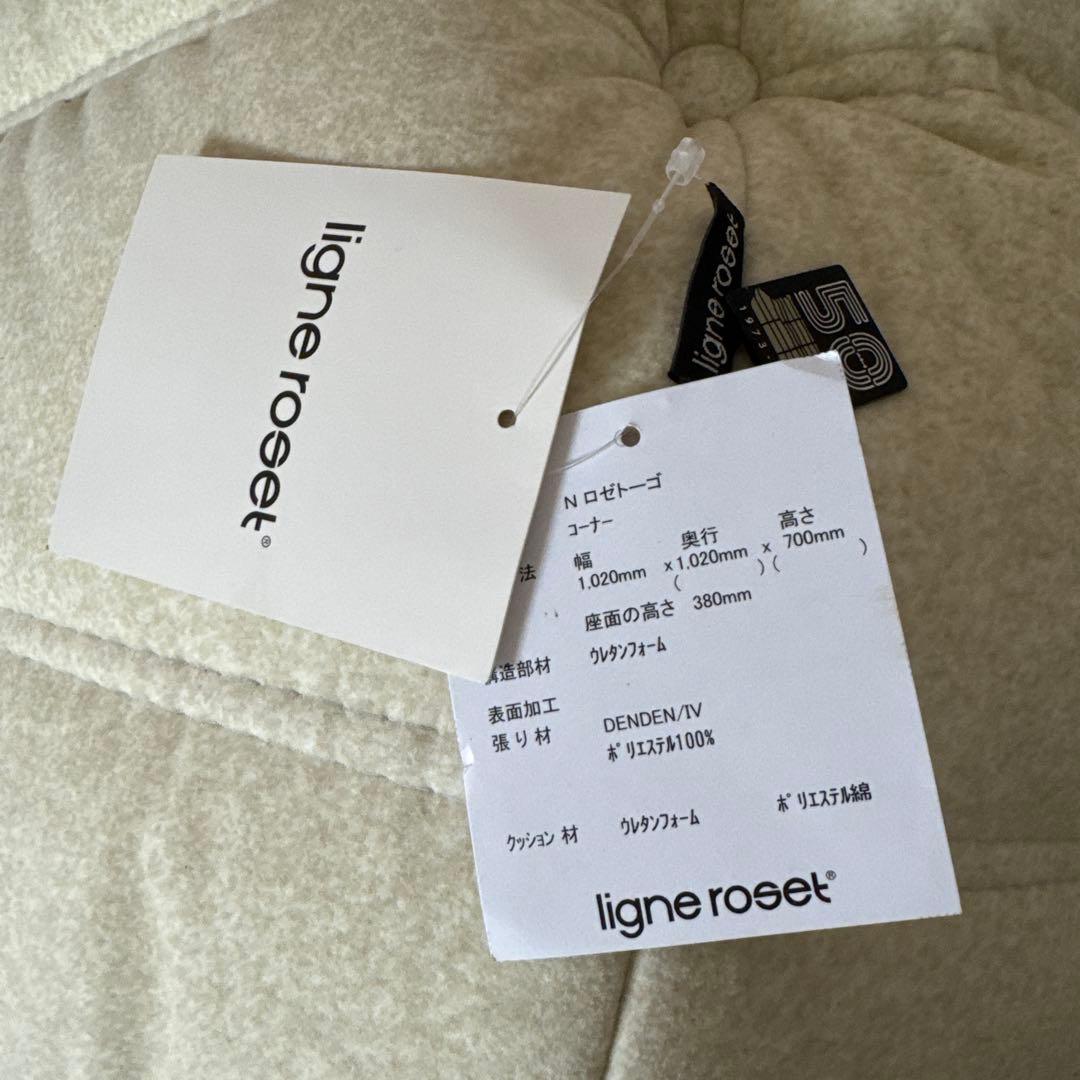 ligne roset®
ligne roset
50
1973
N ロゼトーゴ
コーナー
法 幅 奥行 高さ
1,020mm x 1,020mm x 700mm
( ) ( )
座面の高さ 380mm
構造部材 ウレタンフォーム
表面加工
張り材 DENDEN/IV
ポリエステル100%
クッション材 ウレタンフォーム ポリエステル綿
ligne roset®